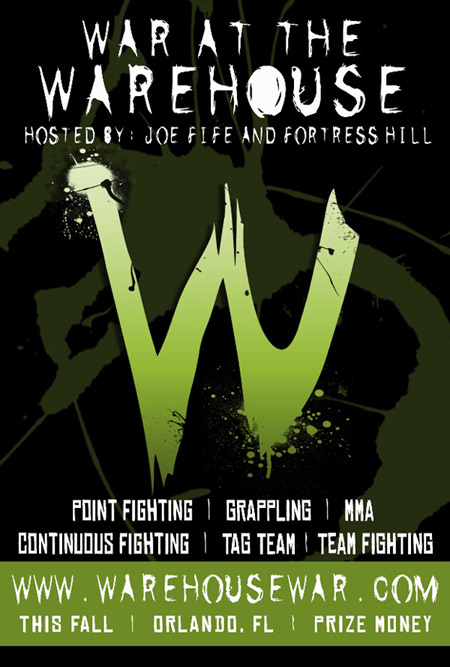 WAR AT THE
WAREHOUSE
HOSTED BY: JOE FIFE AND FORTRESS HILL
W
POINT FIGHTING | GRAPPLING | MMA
CONTINUOUS FIGHTING | TAG TEAM | TEAM FIGHTING
WWW.WAREHOUSEWAR.COM
THIS FALL | ORLANDO, FL | PRIZE MONEY